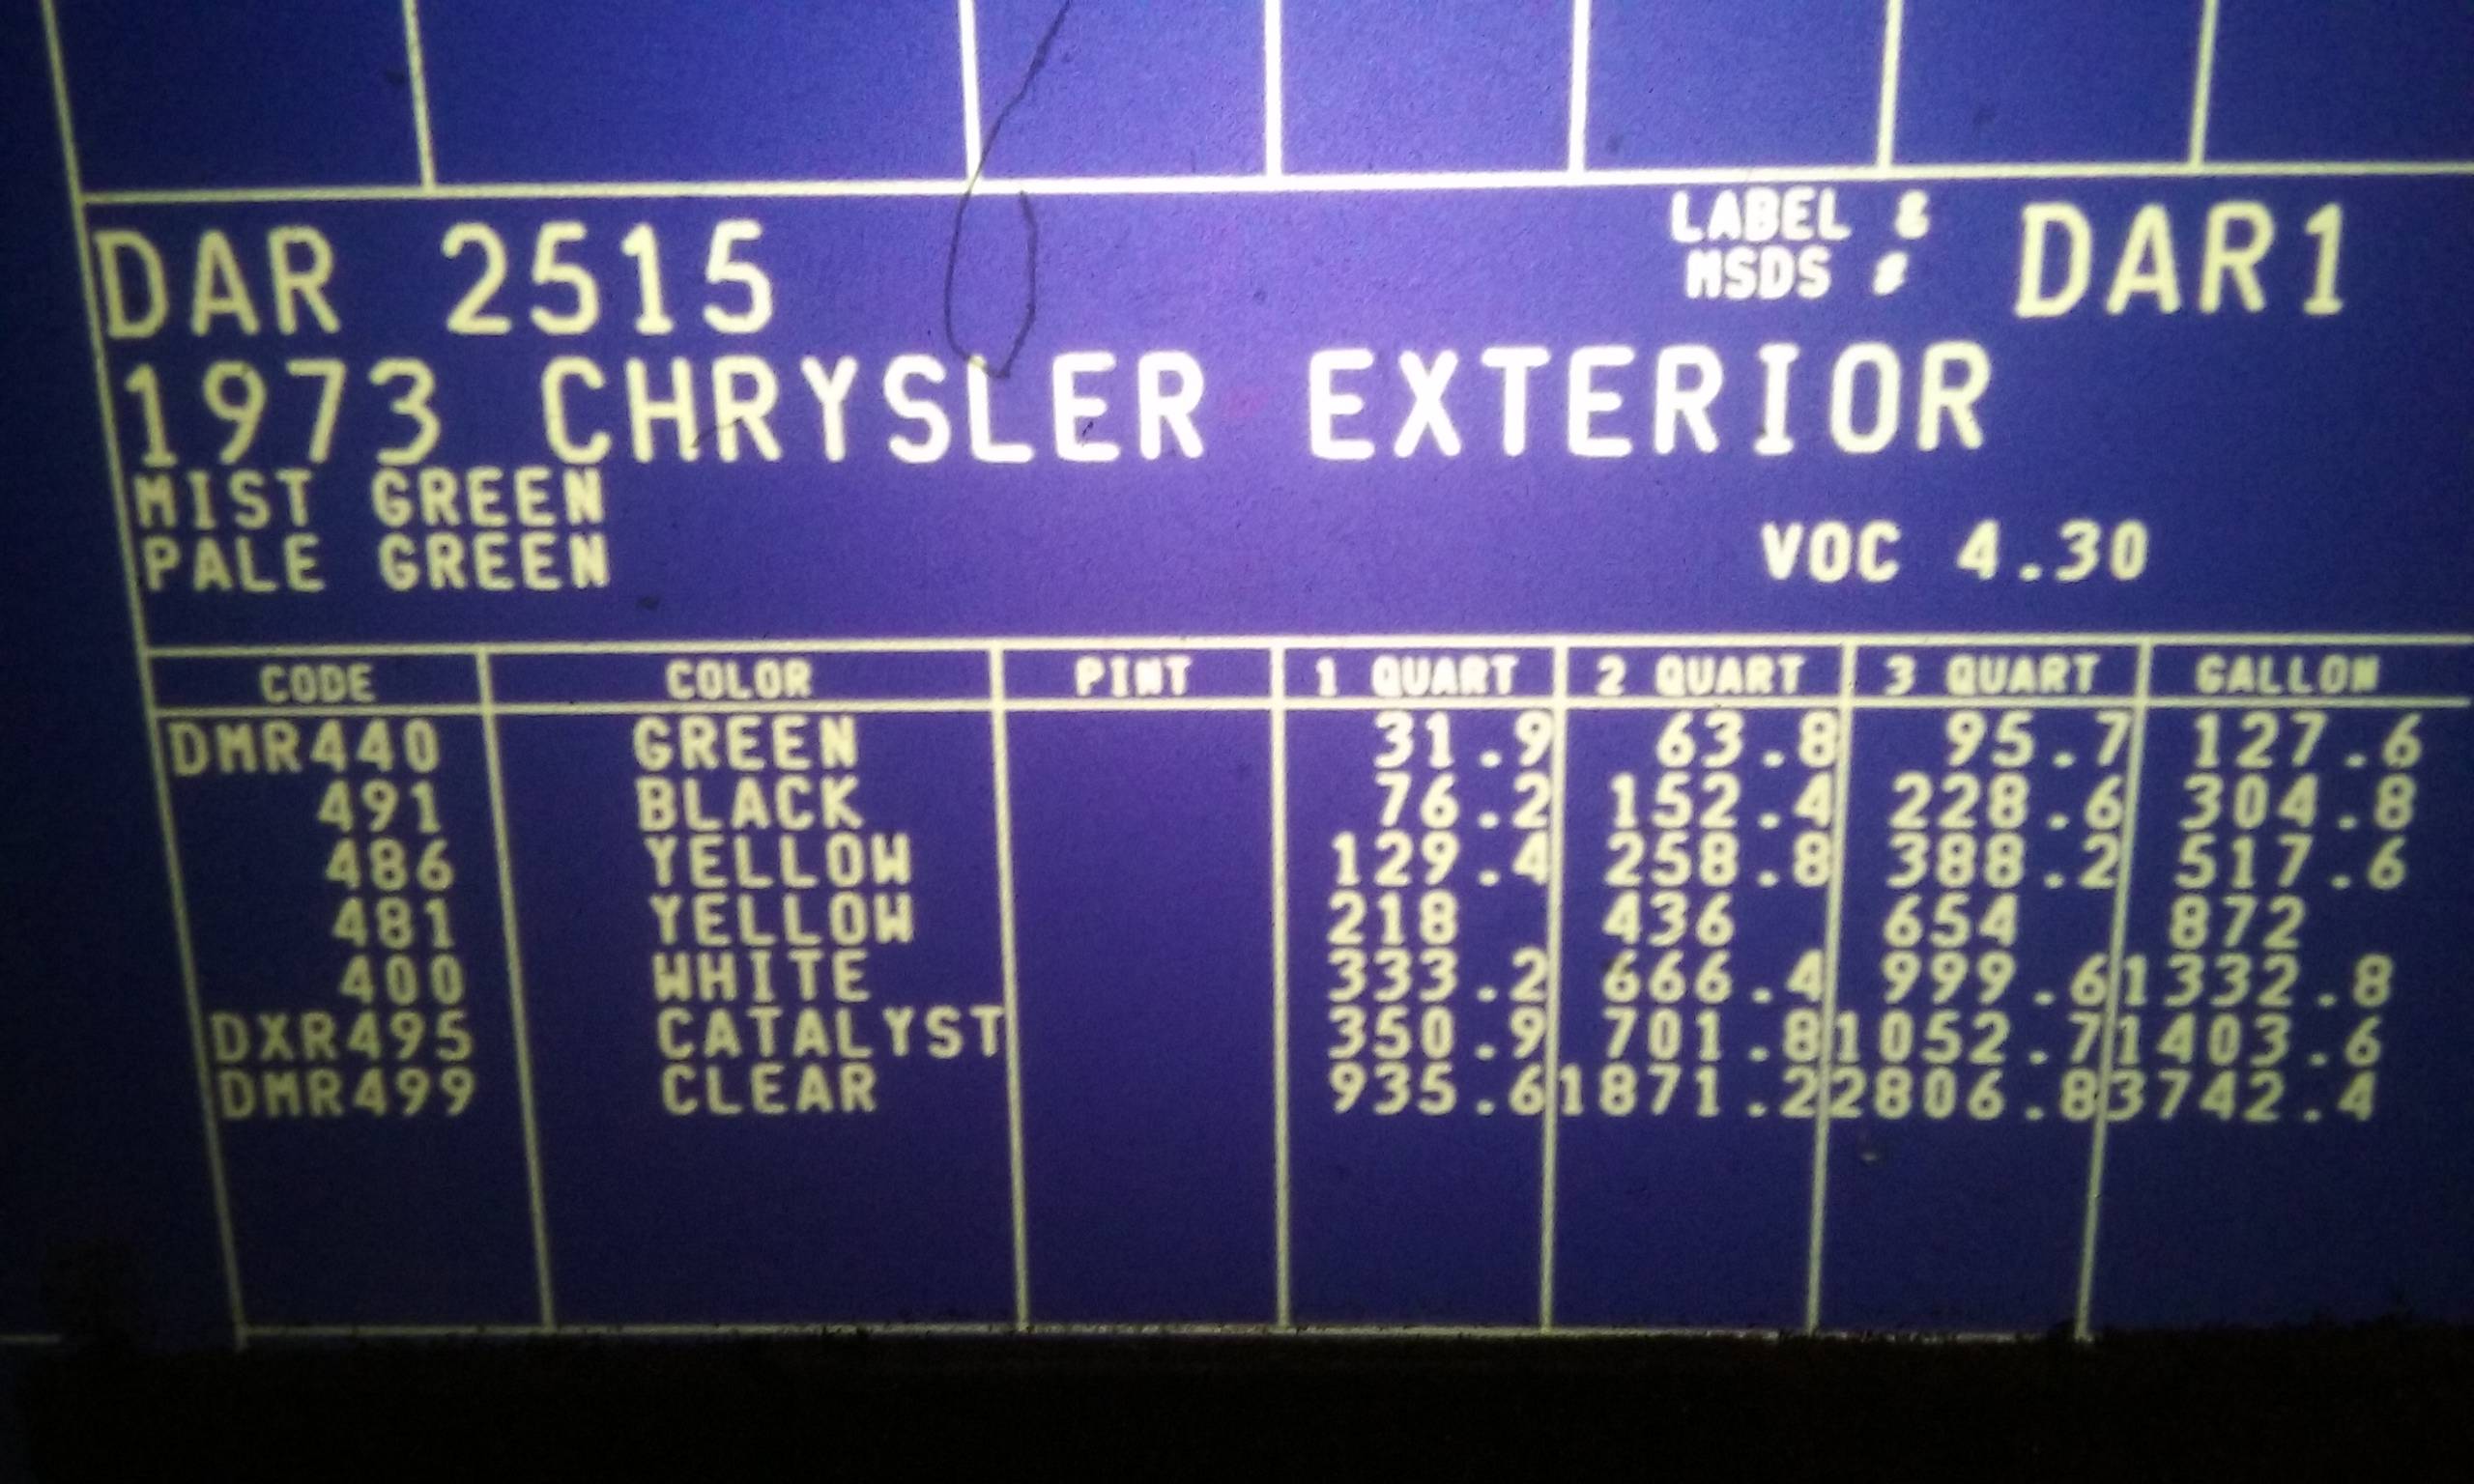 DAR 2515 LABEL & MSDS # DAR1
1973 CHRYSLER EXTERIOR
MIST GREEN
PALE GREEN VOC 4.30
CODE COLOR PINT 1 QUART 2 QUART 3 QUART GALLON
DMR440 GREEN 31.9 63.8 95.7 127.6
491 BLACK 76.2 152.4 228.6 304.8
486 YELLOW 129.4 258.8 388.2 517.6
481 YELLOW 218 436 654 872
400 WHITE 333.2 666.4 999.6 1332.8
DXR495 CATALYST 350.9 701.8 1052.7 1403.6
DMR499 CLEAR 935.6 1871.2 2806.8 3742.4